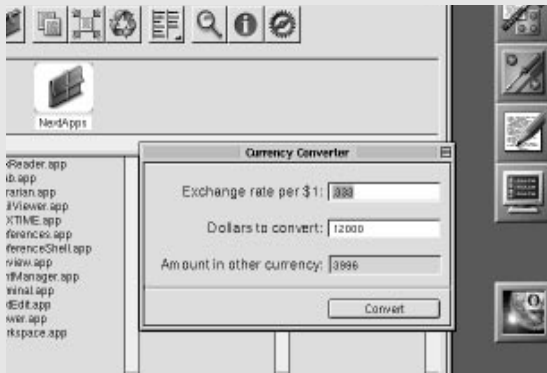 NextApps
Reader.app
b.app
rarian.app
ilViewer.app
XTIME.app
ferences.app
ferenceShell.app
view.app
ntManager.app
minal.app
dEdit.app
wer.app
rkspace.app
Currency Converter
Exchange rate per $1: .333
Dollars to convert: 12000
Amount in other currency: 3996
Convert